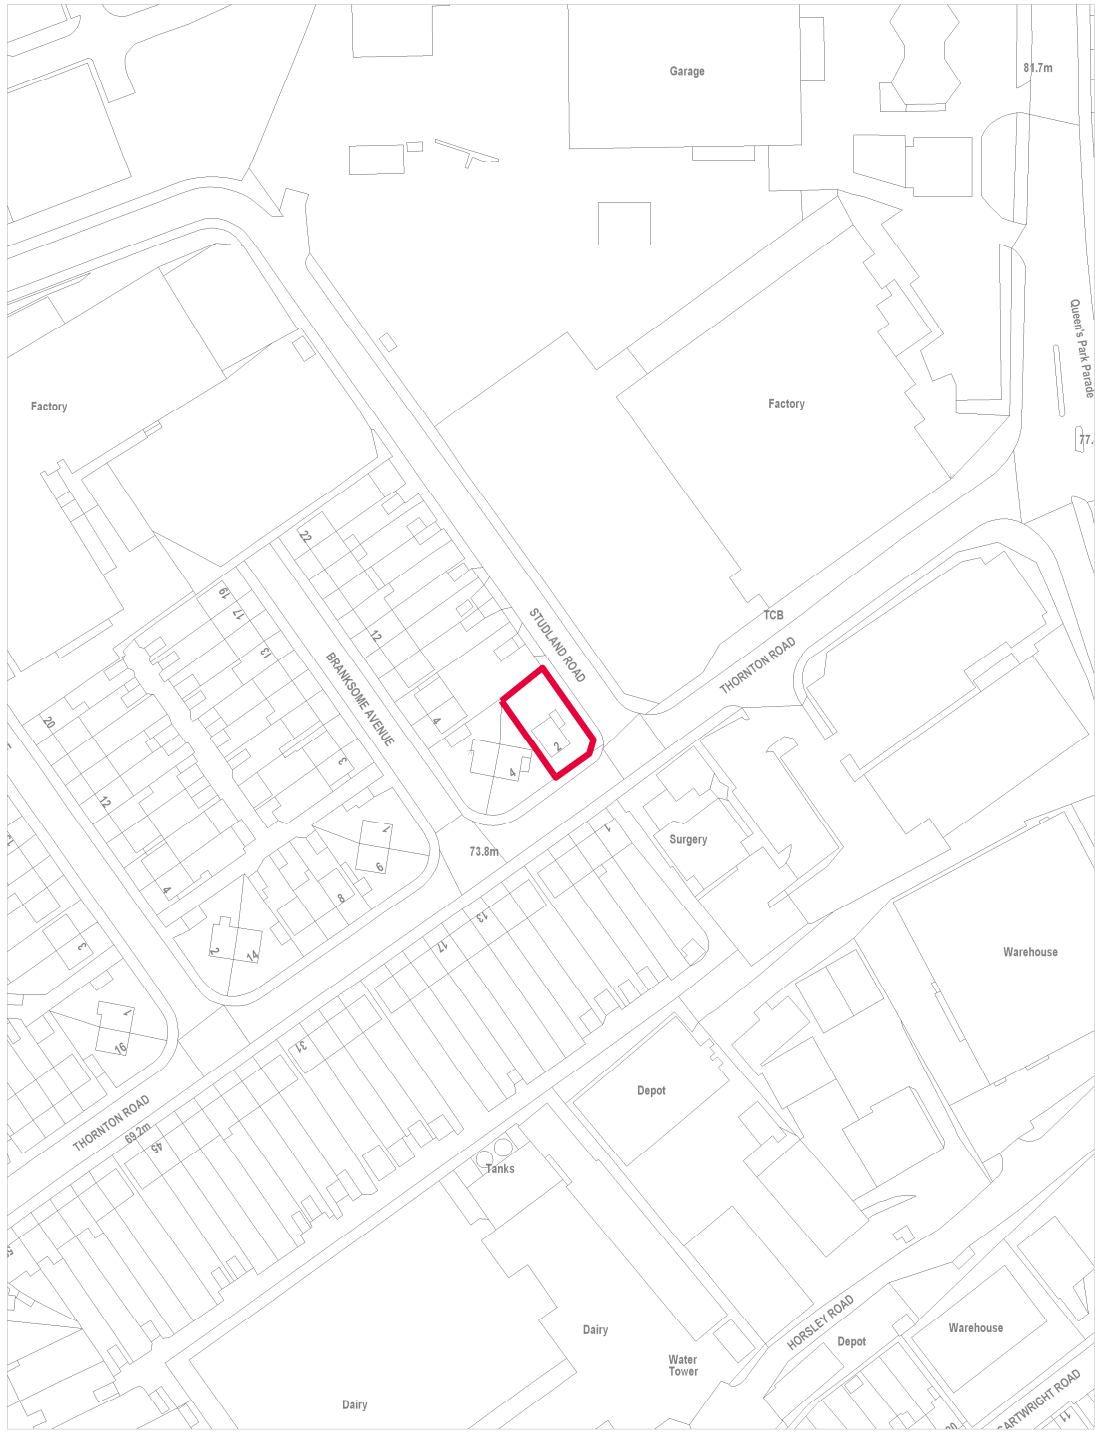 Garage
81.7m
Queen's Park Parade
Factory
Factory
77.
22
TCB
19
17
STUDLAND ROAD
12
13
THORNTON ROAD
BRANKSOME AVENUE
20
4
2
3
4
12
1
1
Surgery
73.8m
6
4
8
13
3
17
2
14
Warehouse
1
31
16
Depot
THORNTON ROAD
69.2m
45
Tanks
HORSLEY ROAD
Dairy
Depot
Warehouse
Water
Tower
CARTWRIGHT ROAD
Dairy
11